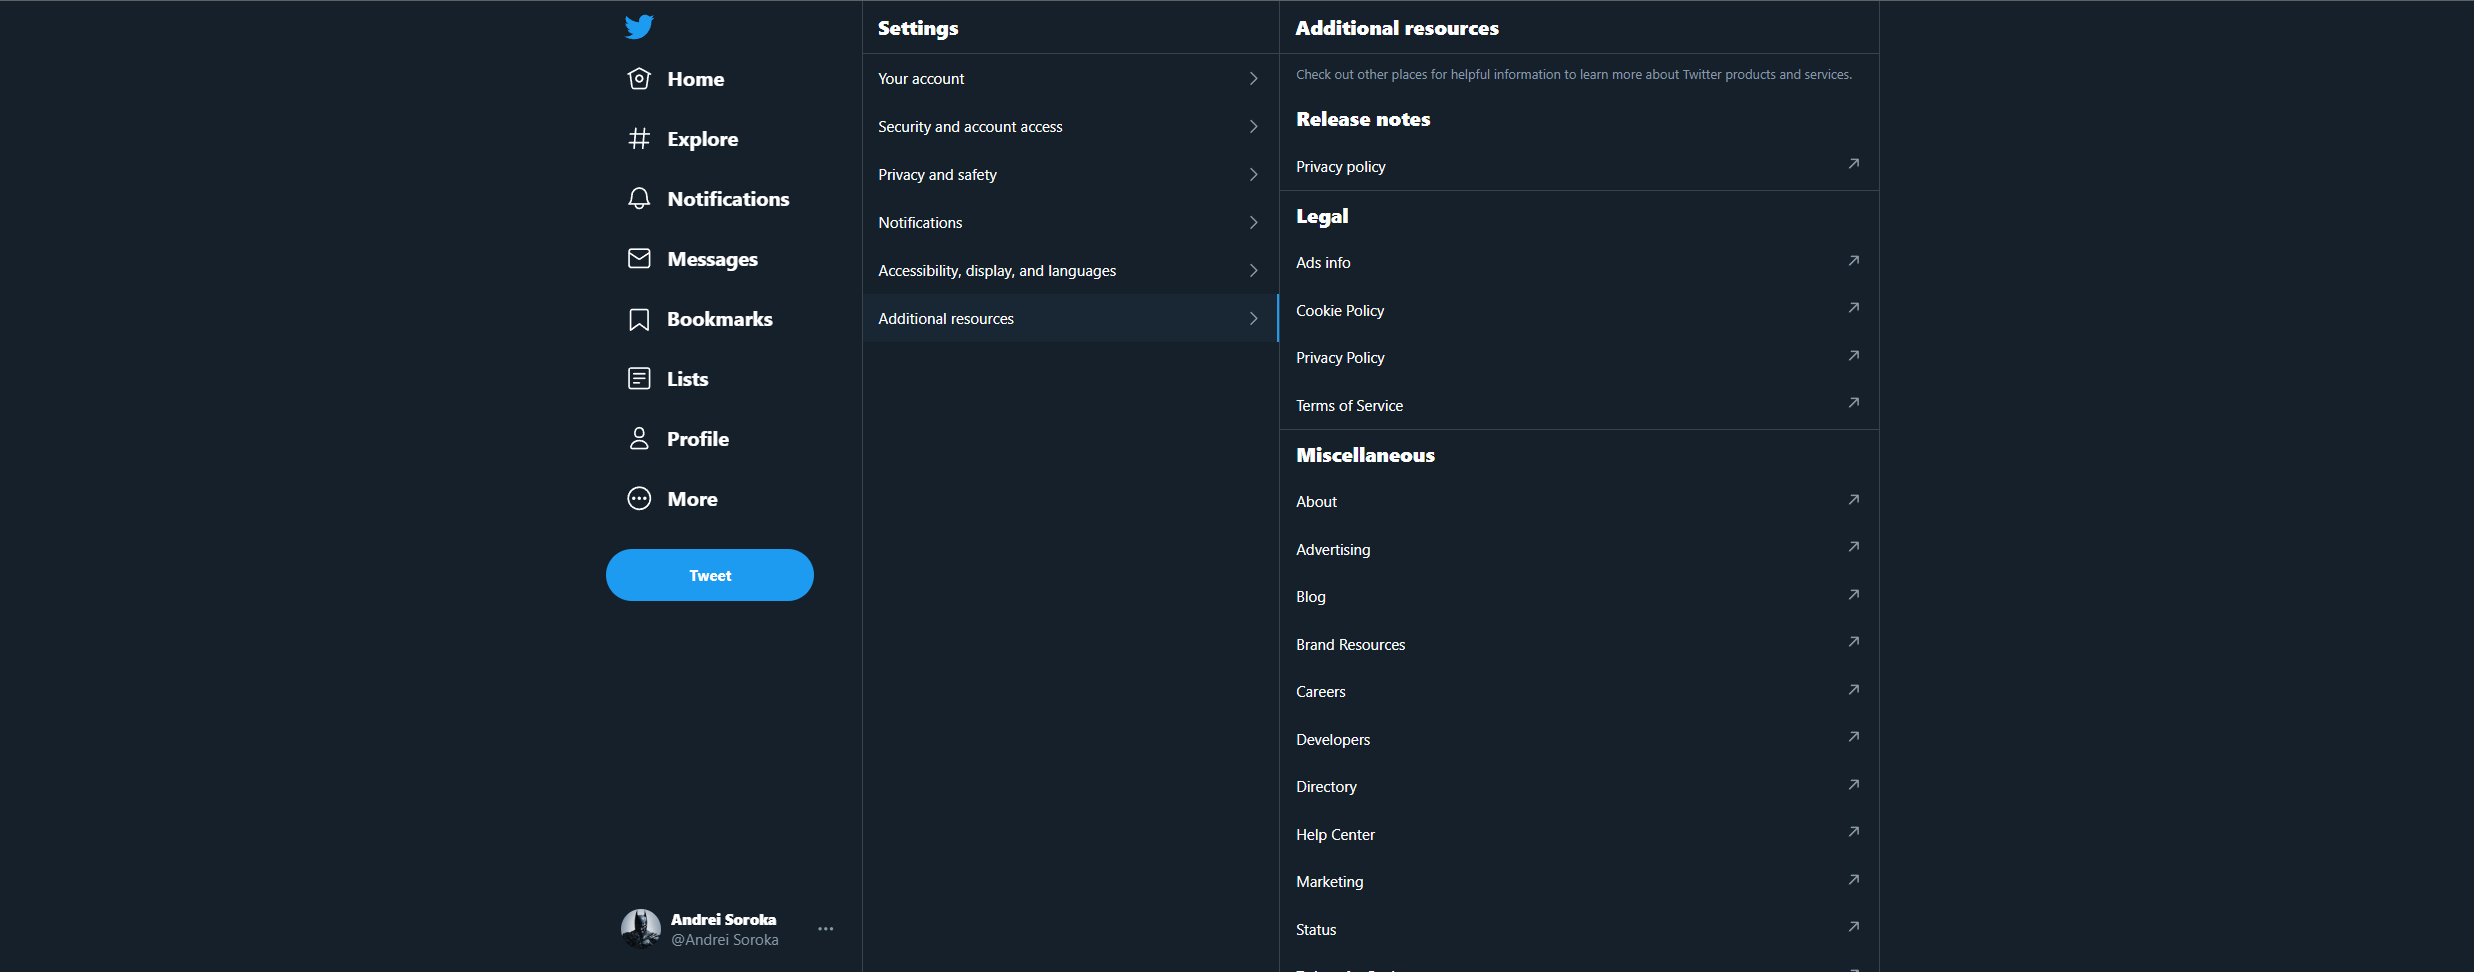 Home
Explore
Notifications
Messages
Bookmarks
Lists
Profile
More
Tweet
Andrei Soroka
@Andrei Soroka
Settings
Your account
Security and account access
Privacy and safety
Notifications
Accessibility, display, and languages
Additional resources
Additional resources
Check out other places for helpful information to learn more about Twitter products and services.
Release notes
Privacy policy
Legal
Ads info
Cookie Policy
Privacy Policy
Terms of Service
Miscellaneous
About
Advertising
Blog
Brand Resources
Careers
Developers
Directory
Help Center
Marketing
Status